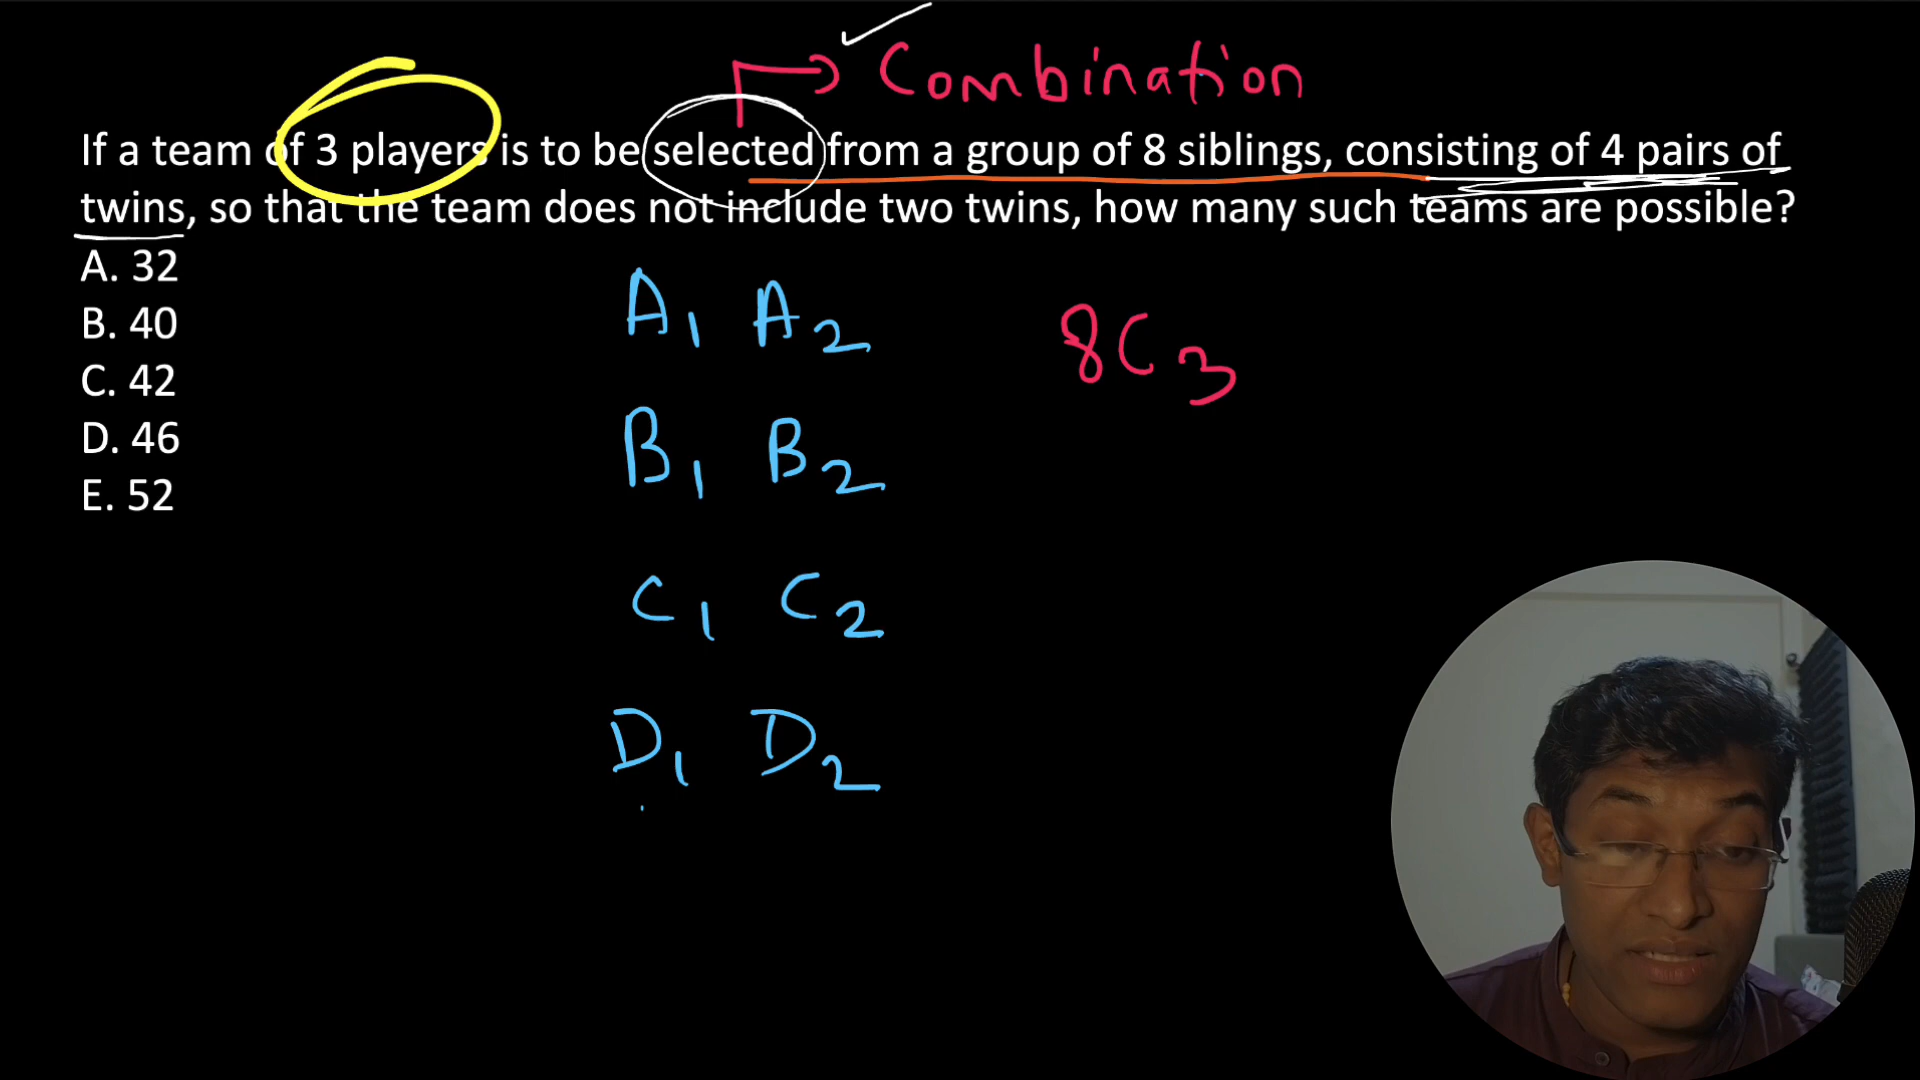 Combination
If a team of 3 players is to be selected from a group of 8 siblings, consisting of 4 pairs of
twins, so that the team does not include two twins, how many such teams are possible?
A. 32
B. 40
C. 42
D. 46
E. 52
A1 A2
8C3
B1 B2
C1 C2
D1 D2